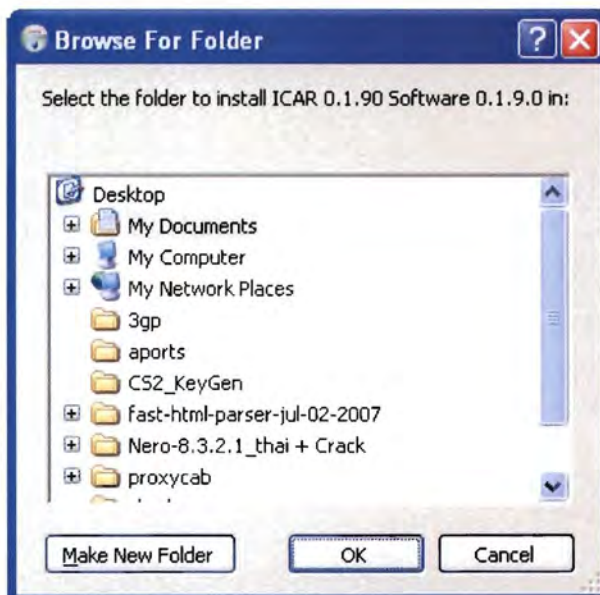 Browse For Folder
Select the folder to install ICAR 0.1.90 Software 0.1.9.0 in:
Desktop
My Documents
My Computer
My Network Places
3gp
aports
CS2_KeyGen
fast-html-parser-jul-02-2007
Nero-8.3.2.1_thai + Crack
proxycab
Make New Folder
OK
Cancel